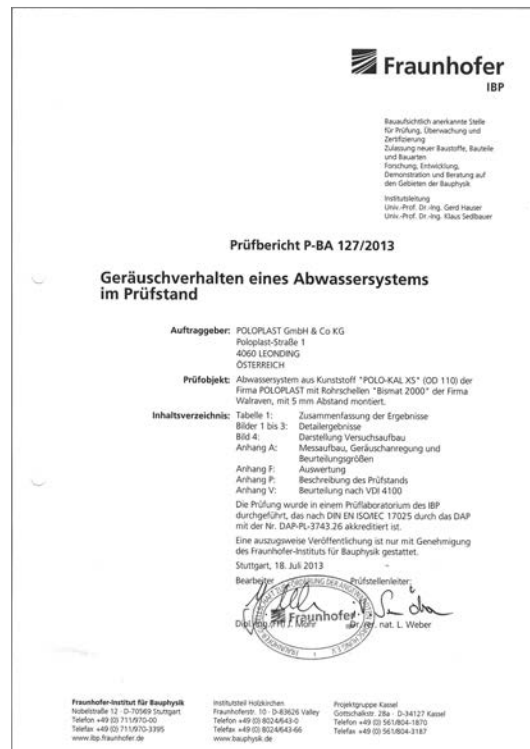 Fraunhofer
IBP
Bauaufsichtlich anerkannte Stelle
für Prüfung, Überwachung und
Zertifizierung
Zulassung neuer Baustoffe, Bauteile
und Bauarten
Forschung, Entwicklung,
Demonstration und Beratung auf
den Gebieten der Bauphysik
Institutsleitung
Univ.-Prof. Dr.-Ing. Gerd Hauser
Univ.-Prof. Dr.-Ing. Klaus Sedlbauer
Prüfbericht P-BA 127/2013
Geräuschverhalten eines Abwassersystems
im Prüfstand
Auftraggeber: POLOPLAST GmbH & Co KG
Poloplast-Straße 1
4060 LEONDING
ÖSTERREICH
Prüfobjekt: Abwassersystem aus Kunststoff "POLO-KAL XS" (OD 110) der
Firma POLOPLAST mit Rohrschellen "Bismat 2000" der Firma
Walraven, mit 5 mm Abstand montiert.
Inhaltsverzeichnis: Tabelle 1: Zusammenfassung der Ergebnisse
Bilder 1 bis 3: Detailergebnisse
Bild 4: Darstellung Versuchsaufbau
Anhang A: Messaufbau, Geräuschanregung und
Beurteilungsgrößen
Anhang F: Auswertung
Anhang P: Beschreibung des Prüfstands
Anhang V: Beurteilung nach VDI 4100
Die Prüfung wurde in einem Prüflaboratorium des IBP
durchgeführt, das nach DIN EN ISO/IEC 17025 durch das DAP
mit der Nr. DAP-PL-3743.26 akkreditiert ist.
Eine auszugsweise Veröffentlichung ist nur mit Genehmigung
des Fraunhofer-Instituts für Bauphysik gestattet.
Stuttgart, 18. Juli 2013
Bearbeiter: Prüfstellenleiter:
Fraunhofer
J. Mohr Dr. rer. nat. L. Weber
Fraunhofer-Institut für Bauphysik
Nobelstraße 12 · D-70569 Stuttgart
Telefon +49 (0) 711/970-00
Telefax +49 (0) 711/970-3395
www.ibp.fraunhofer.de
Institutsteil Holzkirchen
Fraunhoferstr. 10 · D-83626 Valley
Telefon +49 (0) 8024/643-0
Telefax +49 (0) 8024/643-66
www.bauphysik.de
Projektgruppe Kassel
Gottschalkstr. 28a · D-34127 Kassel
Telefon +49 (0) 561/804-1870
Telefax +49 (0) 561/804-3187